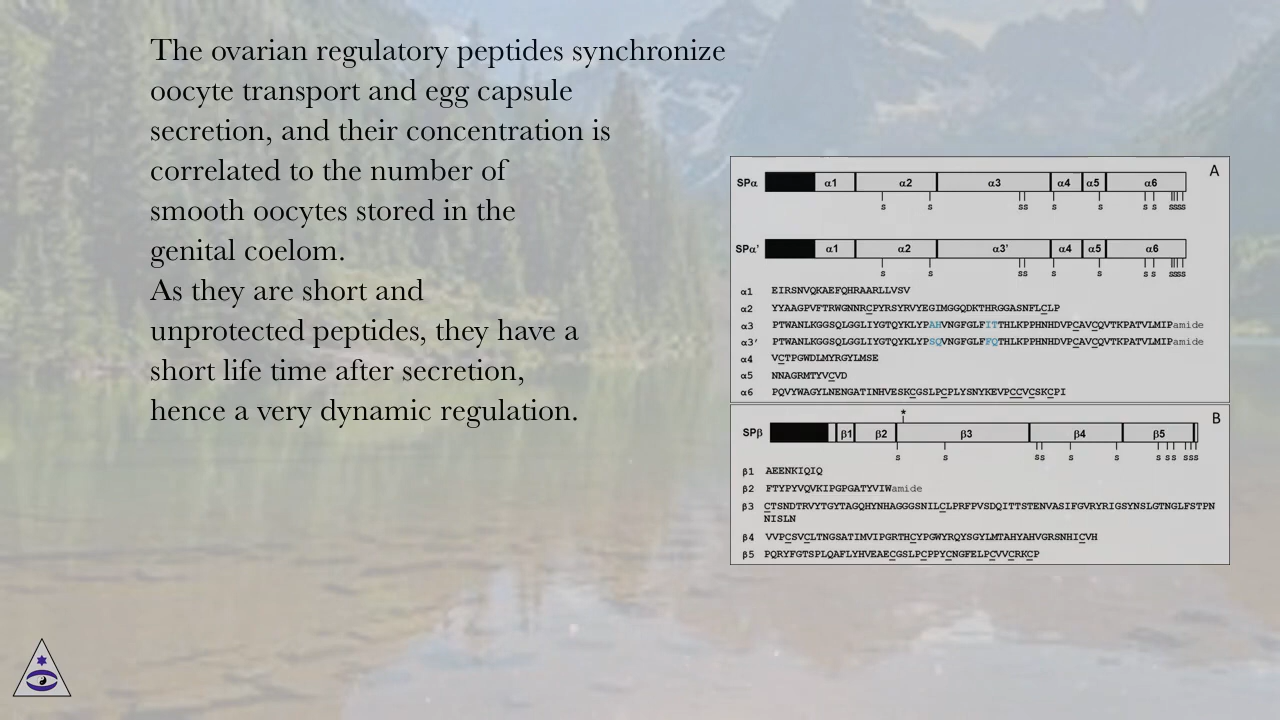 The ovarian regulatory peptides synchronize
oocyte transport and egg capsule
secretion, and their concentration is
correlated to the number of
smooth oocytes stored in the
genital coelom.
As they are short and
unprotected peptides, they have a
short life time after secretion,
hence a very dynamic regulation.
A
SPα α1 α2 α3 α4 α5 α6
s s ss s s s s ssss
SPα’ α1 α2 α3’ α4 α5 α6
s s ss s s s s ssss
α1 EIRSNVQKAEFQHRAARLLVSV
α2 YYAAGPVFTRWGNNRCPYRSYRVYEGIMGGQDKTHRGGASNFLCLP
α3 PTWANLKGGSQLGGLIYGTQYKLYPAHVNGFGLFITTHLKPPHNHDVPCAVCQVTKPATVLMIPamide
α3’ PTWANLKGGSQLGGLIYGTQYKLYPSQVNGFGLFFQTHLKPPHNHDVPCAVCQVTKPATVLMIPamide
α4 VCTPGWDLMYRGYLMSE
α5 NNAGRMTYVCVD
α6 PQVYWAGYLNENGATINHVESKCGSLPCPLYSNYKEVPCCVCSKCPI
B
*
SPβ β1 β2 β3 β4 β5
s s ss s s s ss sss
β1 AEENKIQIQ
β2 FTYPYVQVKIPGPGATYVIWamide
β3 CTSNDTRVYTGYTAGQHYNHAGGGSNILCLPRFPVSDQITTSTENVASIFGVRYRIGSYNSLGTNGLFSTPN
NISLN
β4 VVPCSVCLTNGSATIMVIPGRTHCYPGWYRQYSGYLMTAHYAHVGRSNHICVH
β5 PQRYFGTSPLQAFLYHVEAECGSLPCPPYCNGFELPCVVCRKCP